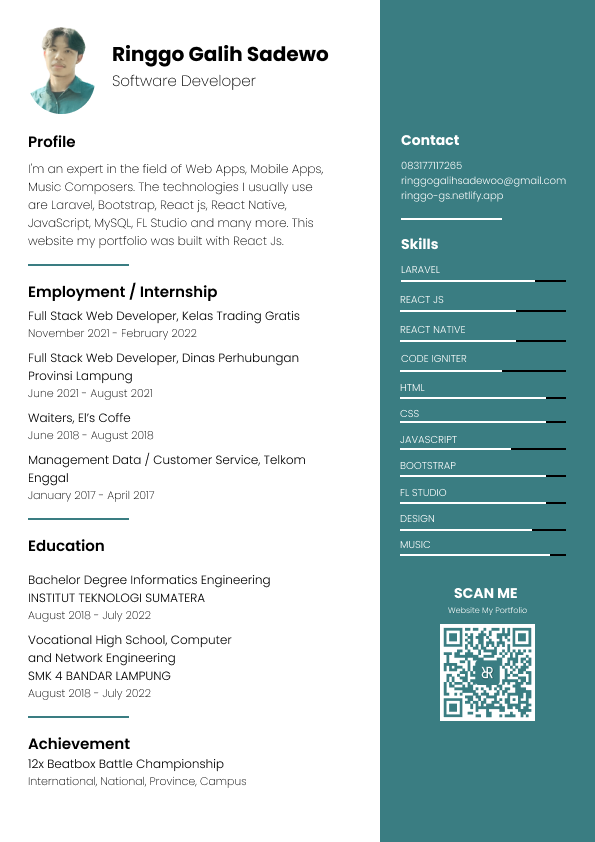 Ringgo Galih Sadewo
Software Developer
Profile
I'm an expert in the field of Web Apps, Mobile Apps,
Music Composers. The technologies I usually use
are Laravel, Bootstrap, React js, React Native,
JavaScript, MySQL, FL Studio and many more. This
website my portfolio was built with React Js.
Employment / Internship
Full Stack Web Developer, Kelas Trading Gratis
November 2021 - February 2022
Full Stack Web Developer, Dinas Perhubungan
Provinsi Lampung
June 2021 - August 2021
Waiters, El's Coffe
June 2018 - August 2018
Management Data / Customer Service, Telkom
Enggal
January 2017 - April 2017
Education
Bachelor Degree Informatics Engineering
INSTITUT TEKNOLOGI SUMATERA
August 2018 - July 2022
Vocational High School, Computer
and Network Engineering
SMK 4 BANDAR LAMPUNG
August 2018 - July 2022
Achievement
12x Beatbox Battle Championship
International, National, Province, Campus
Contact
083177117265
ringgogalihsadewoo@gmail.com
ringgo-gs.netlify.app
Skills
LARAVEL
REACT JS
REACT NATIVE
CODE IGNITER
HTML
CSS
JAVASCRIPT
BOOTSTRAP
FL STUDIO
DESIGN
MUSIC
SCAN ME
Website My Portfolio